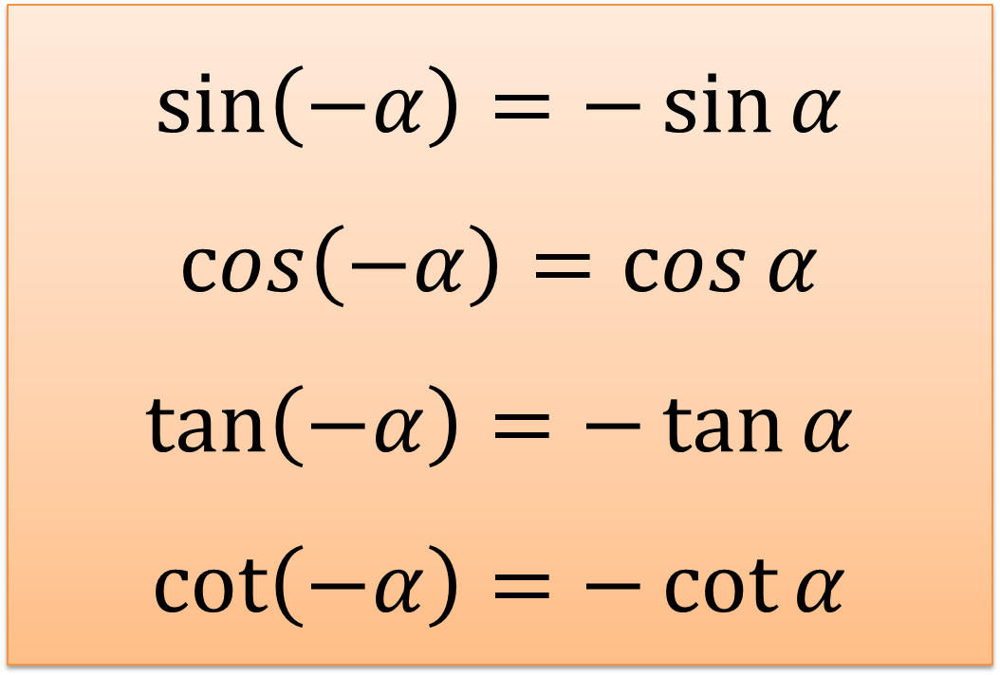 sin(−α) = − sin α
cos(−α) = cos α
tan(−α) = − tan α
cot(−α) = − cot α